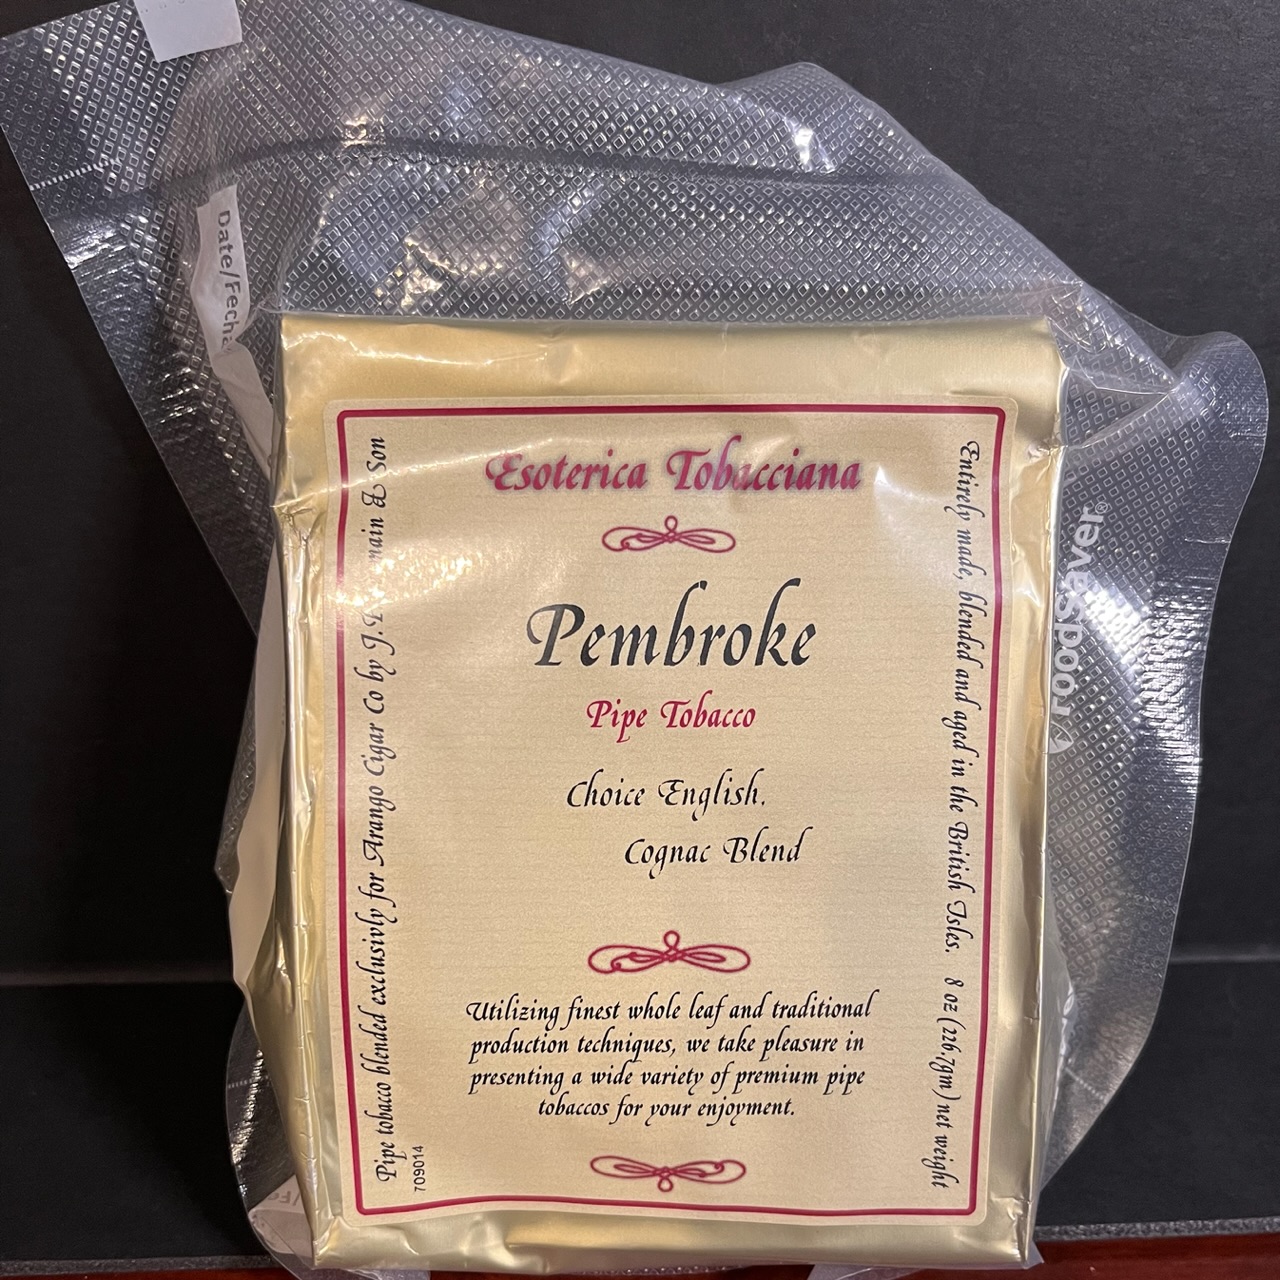 Date/Fecha
Esoterica Tobacciana
Pembroke
Pipe Tobacco
Choice English.
Cognac Blend
Utilizing finest whole leaf and traditional
production techniques, we take pleasure in
presenting a wide variety of premium pipe
tobaccos for your enjoyment.
Pipe tobacco blended exclusivly for Arango Cigar Co by J. & Son
709014
Entirely made, blended and aged in the British Isles. 8 oz (226.7gm) net weight
FoodSaver®